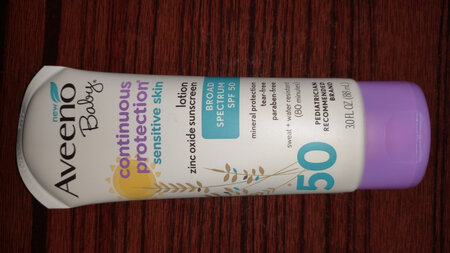 new
Aveeno®
Baby®
continuous
protection®
sensitive skin
lotion
zinc oxide sunscreen
BROAD
SPECTRUM
SPF 50
mineral protection
tear-free
paraben-free
sweat + water resistant
(80 minutes)
50
PEDIATRICIAN
RECOMMENDED
BRAND
3.0 FL OZ (88 mL)